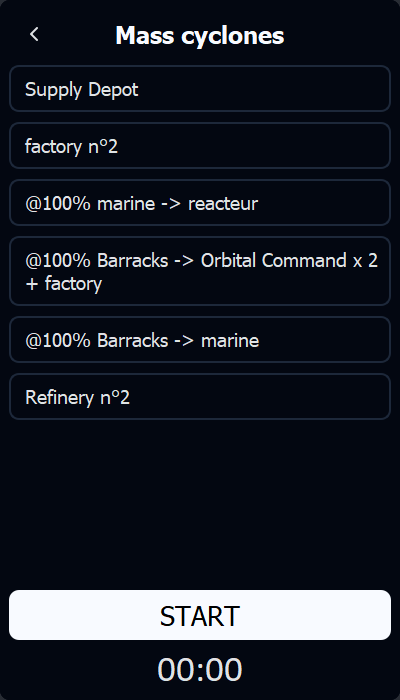 Mass cyclones
Supply Depot
factory n°2
@100% marine -> reacteur
@100% Barracks -> Orbital Command x 2
+ factory
@100% Barracks -> marine
Refinery n°2
START
00:00